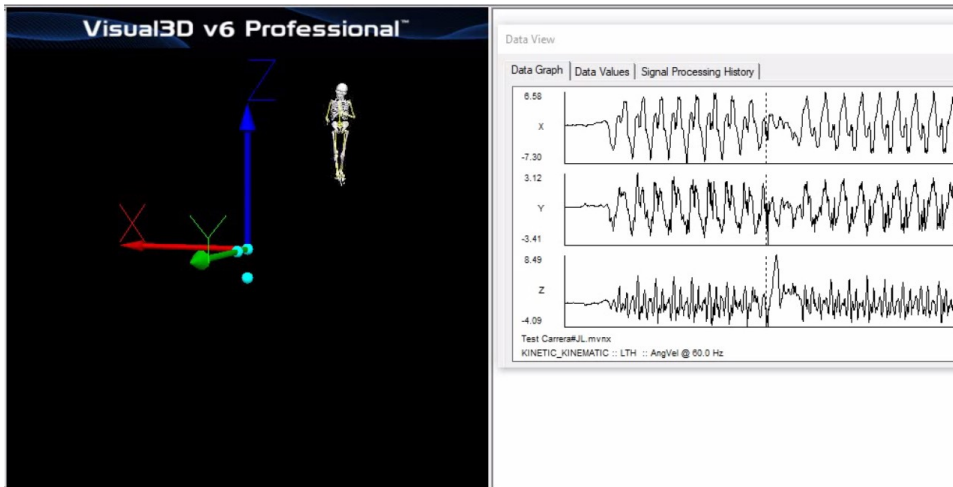 Visual3D v6 Professional™
Z
X
Y
Data View
Data Graph
Data Values
Signal Processing History
6.58
X
-7.30
3.12
Y
-3.41
8.49
Z
-4.09
Test Carrera#JL.mvnx
KINETIC_KINEMATIC :: LTH :: AngVel @ 60.0 Hz